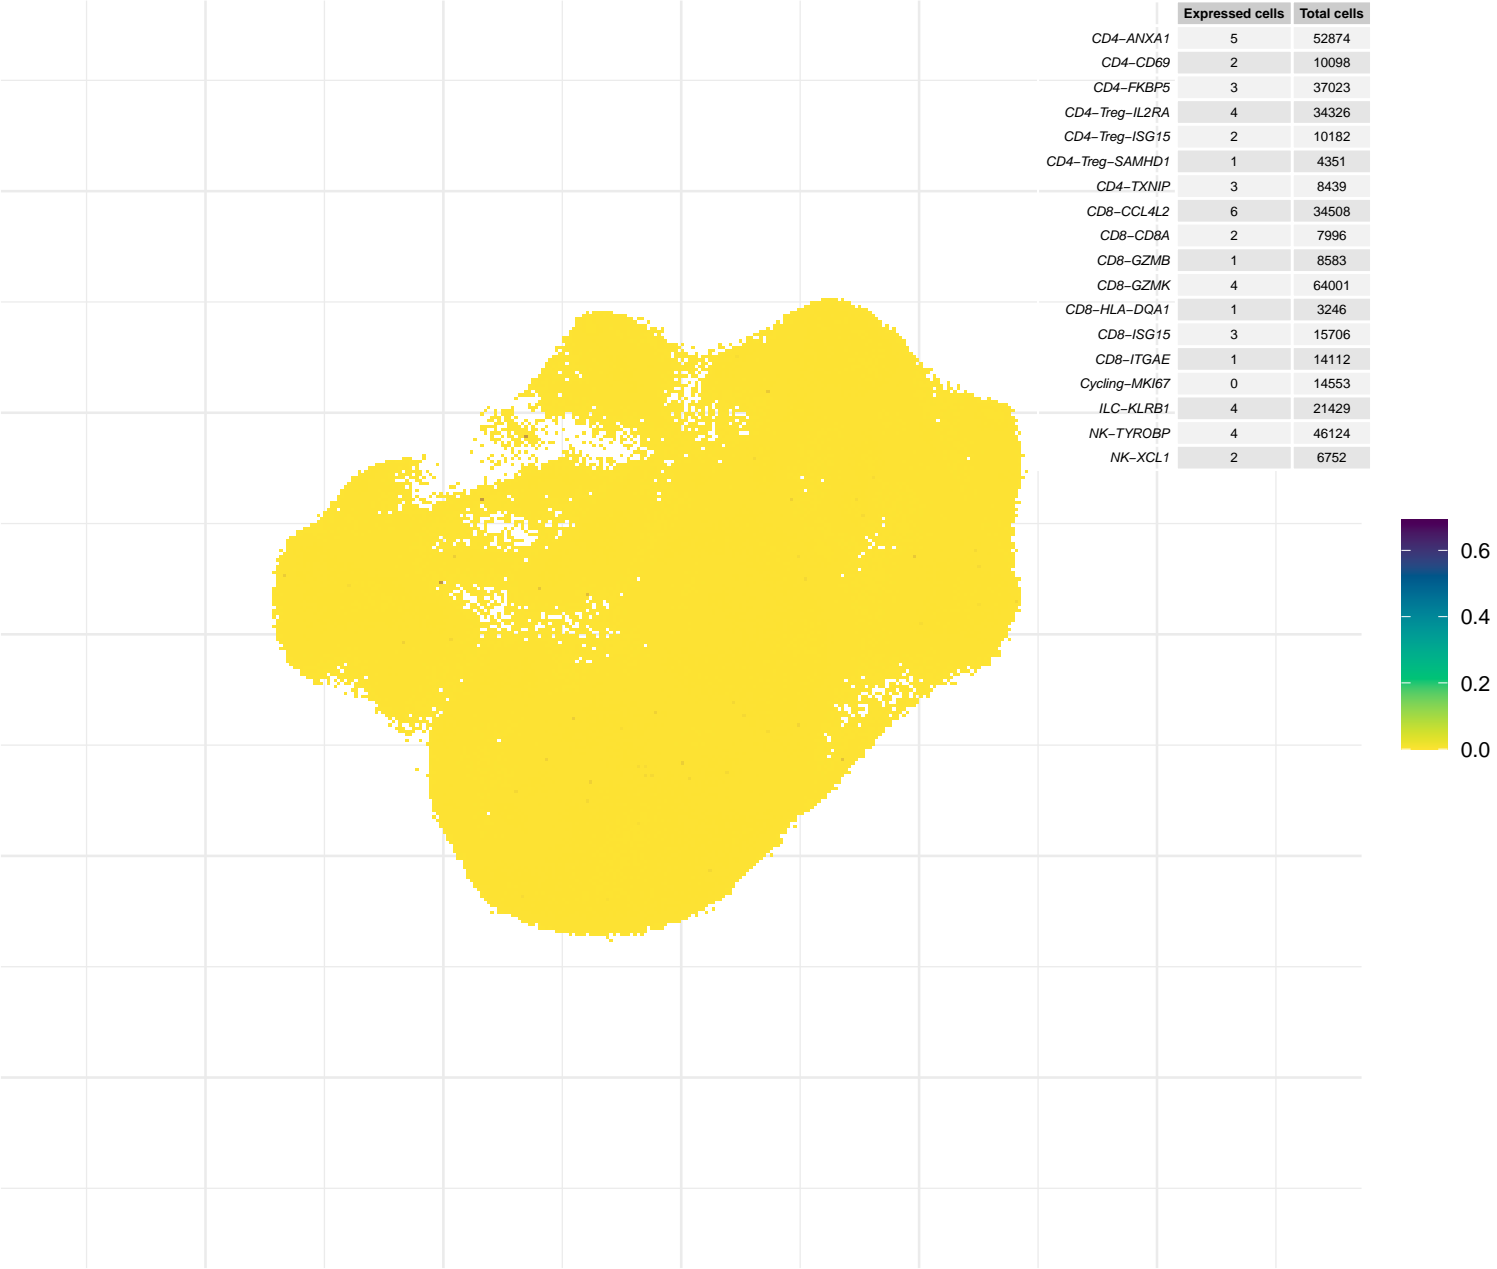 Expressed cells Total cells
CD4−ANXA1 5 52874
CD4−CD69 2 10098
CD4−FKBP5 3 37023
CD4−Treg−IL2RA 4 34326
CD4−Treg−ISG15 2 10182
CD4−Treg−SAMHD1 1 4351
CD4−TXNIP 3 8439
CD8−CCL4L2 6 34508
CD8−CD8A 2 7996
CD8−GZMB 1 8583
CD8−GZMK 4 64001
CD8−HLA−DQA1 1 3246
CD8−ISG15 3 15706
CD8−ITGAE 1 14112
Cycling−MKI67 0 14553
ILC−KLRB1 4 21429
NK−TYROBP 4 46124
NK−XCL1 2 6752
0.6
0.4
0.2
0.0